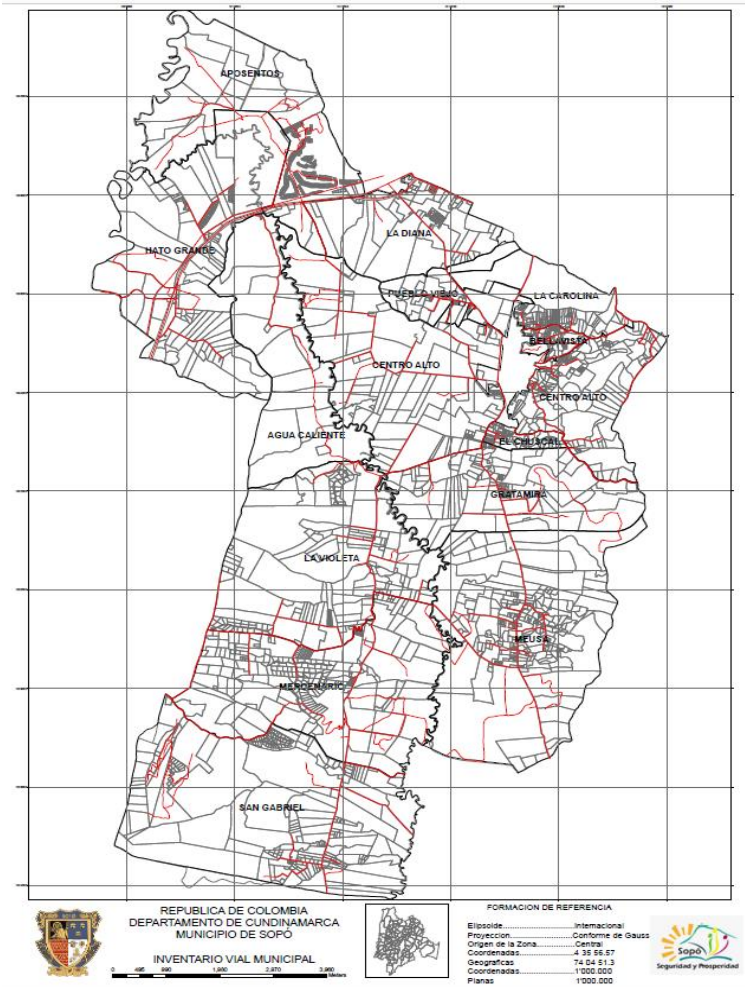 APOSENTOS
LA DIANA
HATO GRANDE
PUEBLO VIEJO
LA CAROLINA
BELLAVISTA
CENTRO ALTO
CENTRO ALTO
AGUA CALIENTE
EL CHUSCAL
GRATAMIRA
LA VIOLETA
MEUSA
MERCENARIO
SAN GABRIEL
REPUBLICA DE COLOMBIA
DEPARTAMENTO DE CUNDINAMARCA
MUNICIPIO DE SOPÓ
INVENTARIO VIAL MUNICIPAL
0 495 990 1,980 2,970 3,960
Meters
FORMACION DE REFERENCIA
Elipsoide....................Internacional
Proyeccion....................Conforme de Gauss
Origen de la Zona..............Central
Coordenadas....................4 35 56.57
Geograficas 74 04 51.3
Coordenadas....................1'000.000
Planas 1'000.000
Sopó
Seguridad y Prosperidad